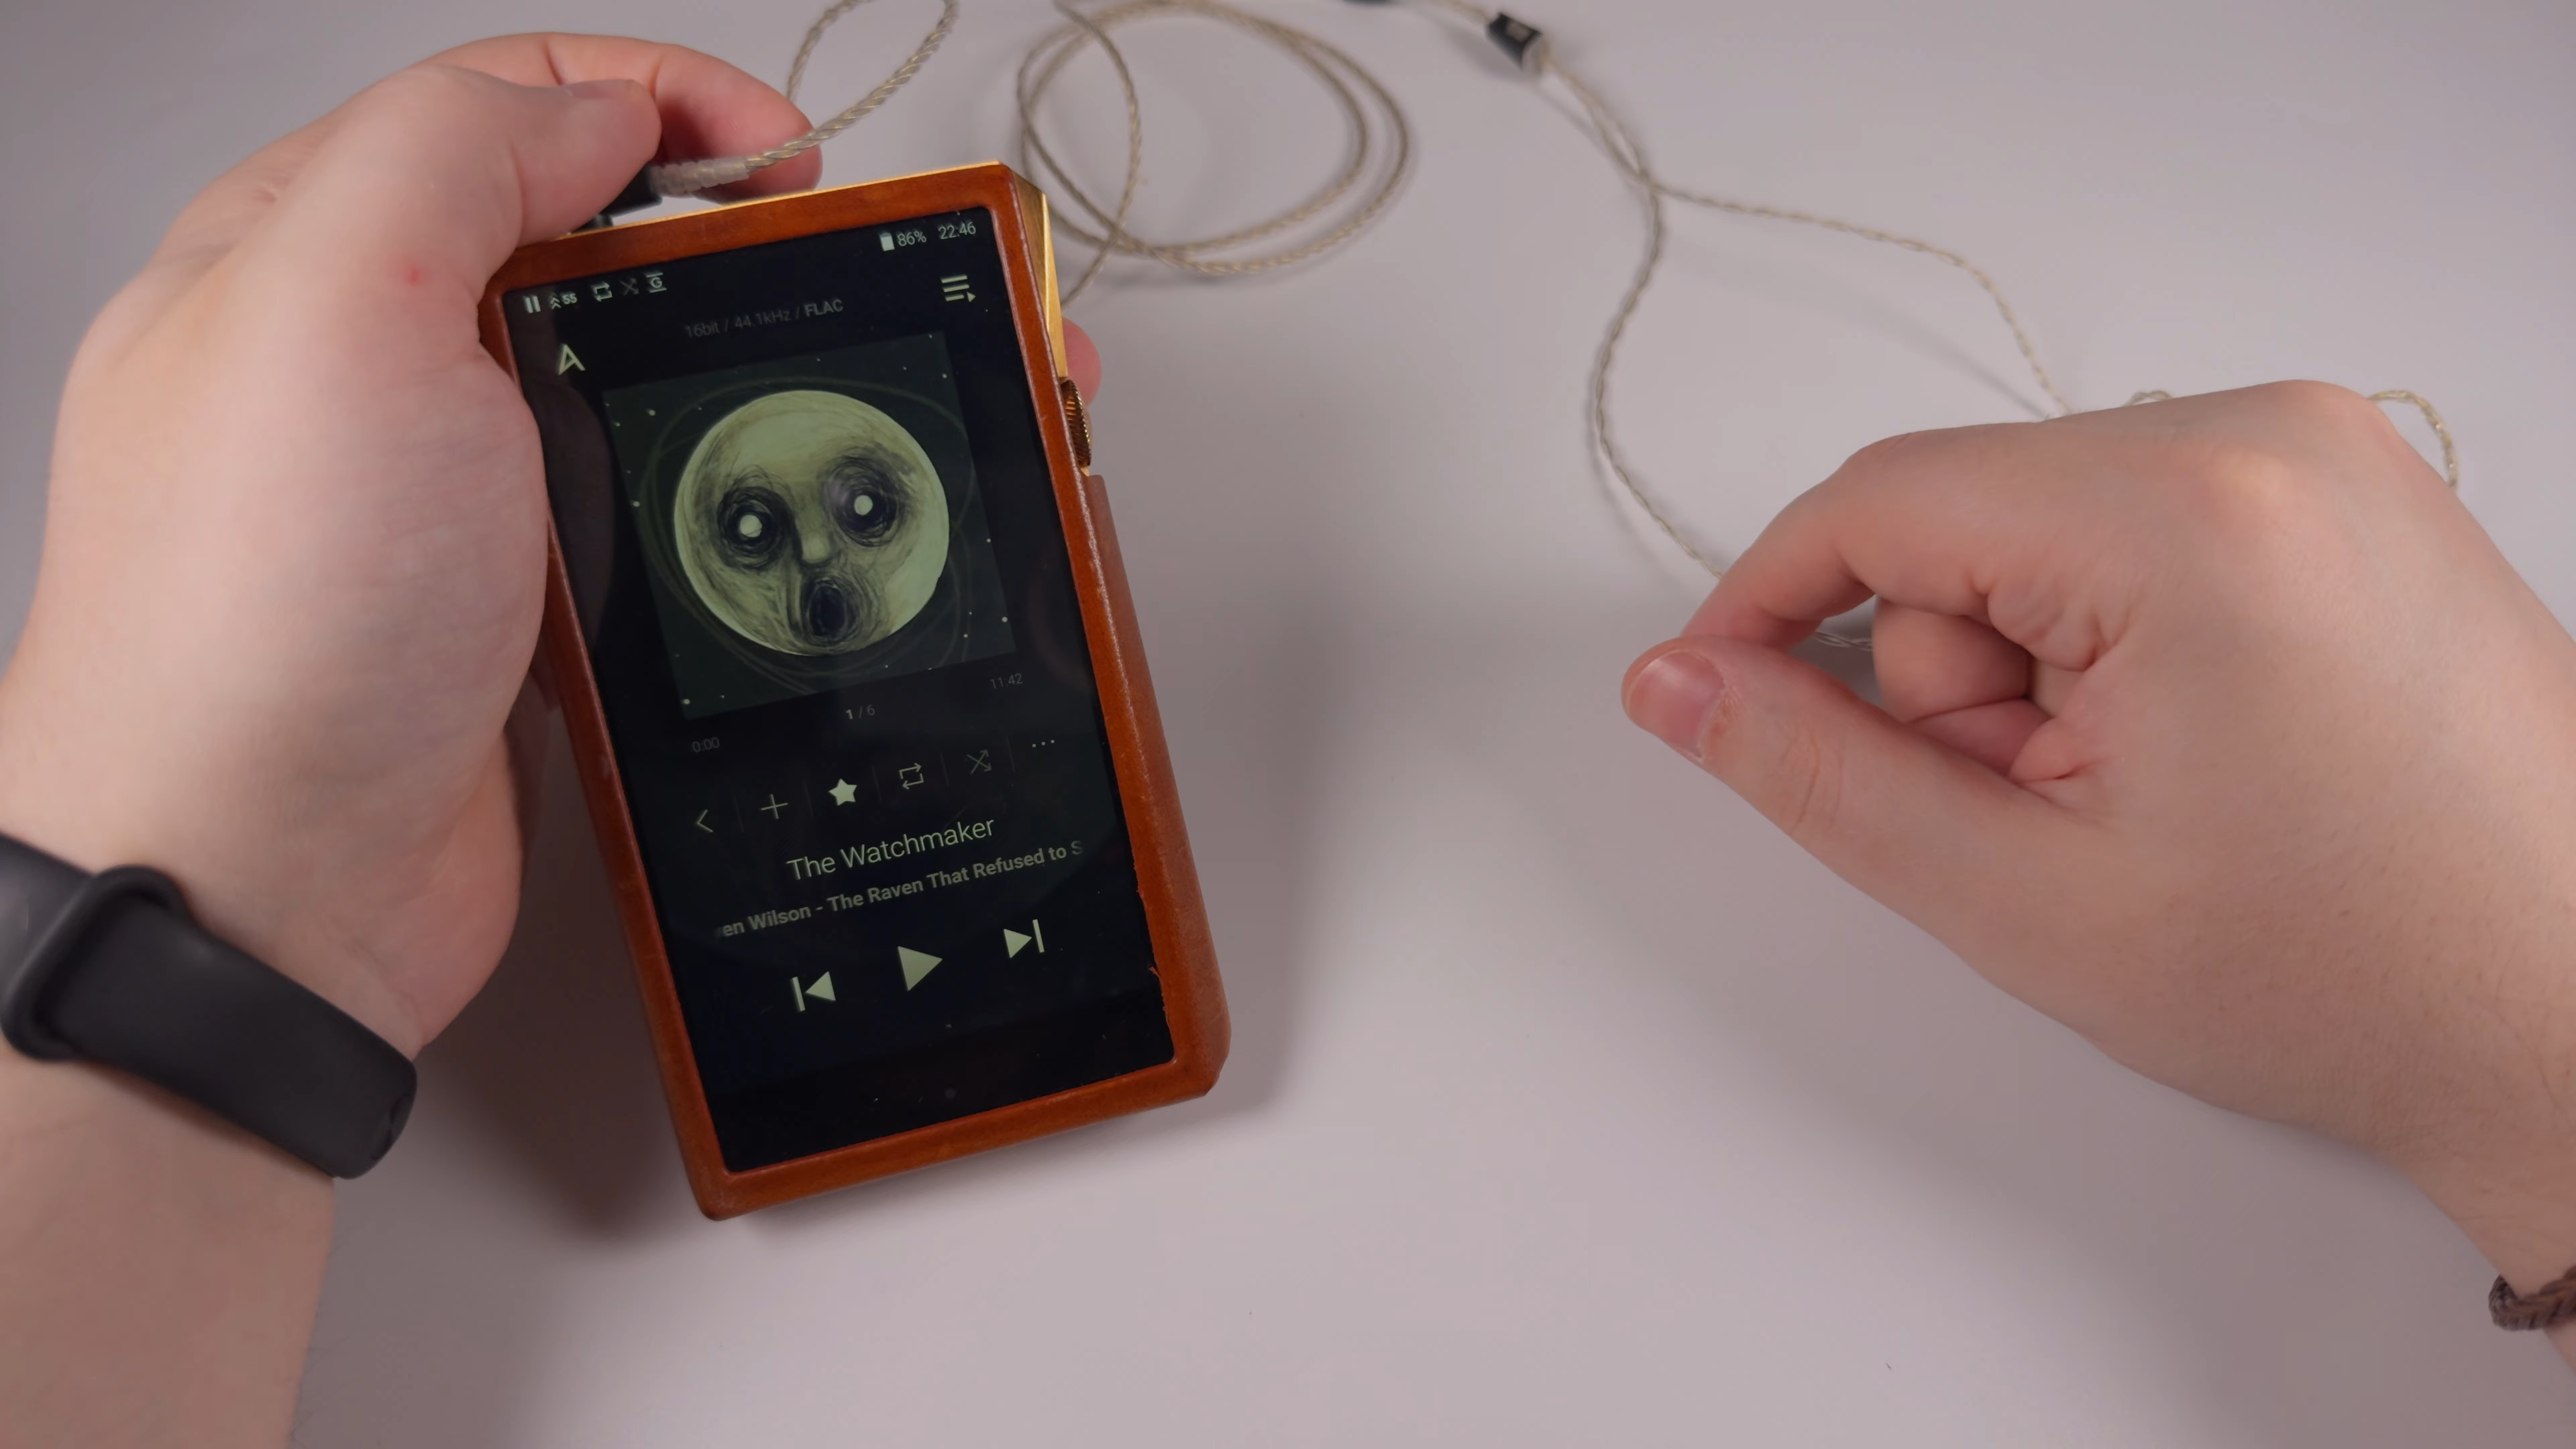 86% 22:46
55
16bit / 44.1kHz / FLAC
11:42
1 / 6
0:00
The Watchmaker
en Wilson - The Raven That Refused to S